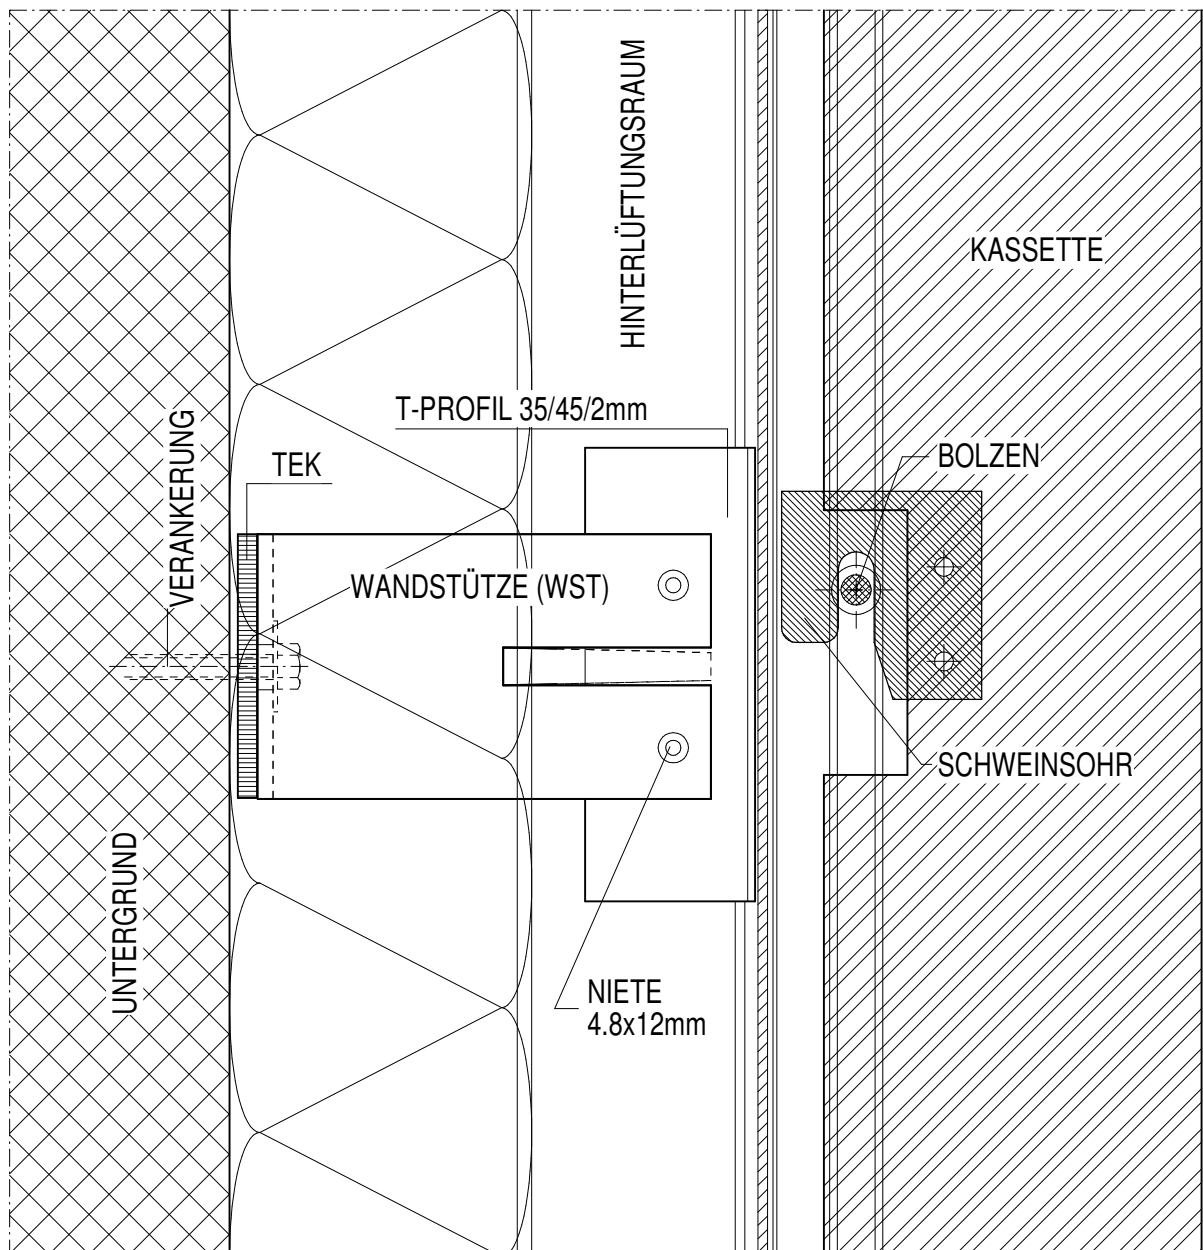 HINTERLÜFTUNGSRAUM
KASSETTE
T-PROFIL 35/45/2mm
VERANKERUNG
TEK
BOLZEN
WANDSTÜTZE (WST)
SCHWEINSOHR
UNTERGRUND
NIETE
4.8x12mm